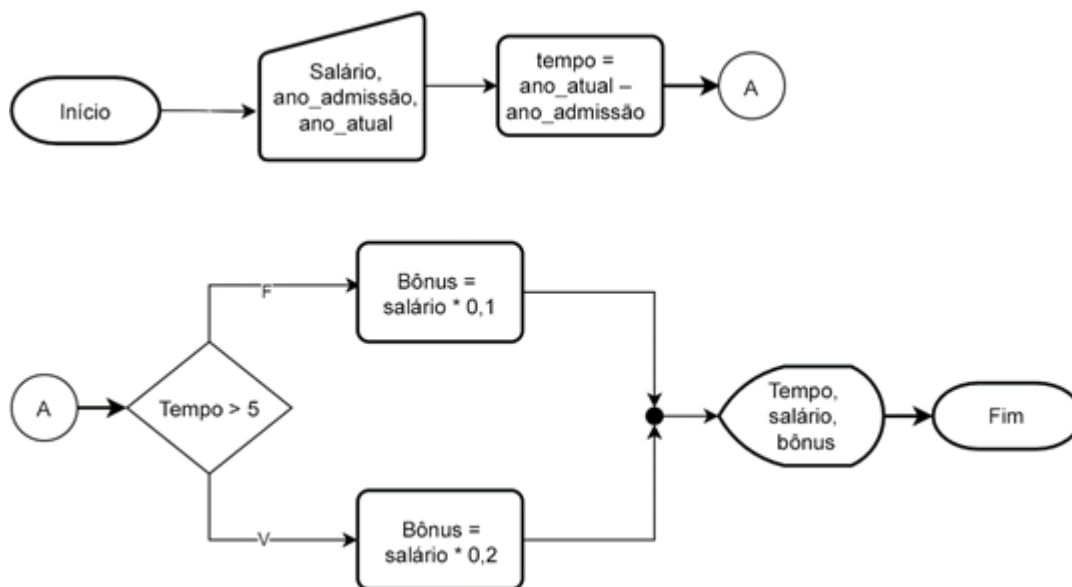 Início
Salário,
ano_admissão,
ano_atual
tempo =
ano_atual –
ano_admissão
A
A
Tempo > 5
F
Bônus =
salário * 0,1
V
Bônus =
salário * 0,2
Tempo,
salário,
bônus
Fim